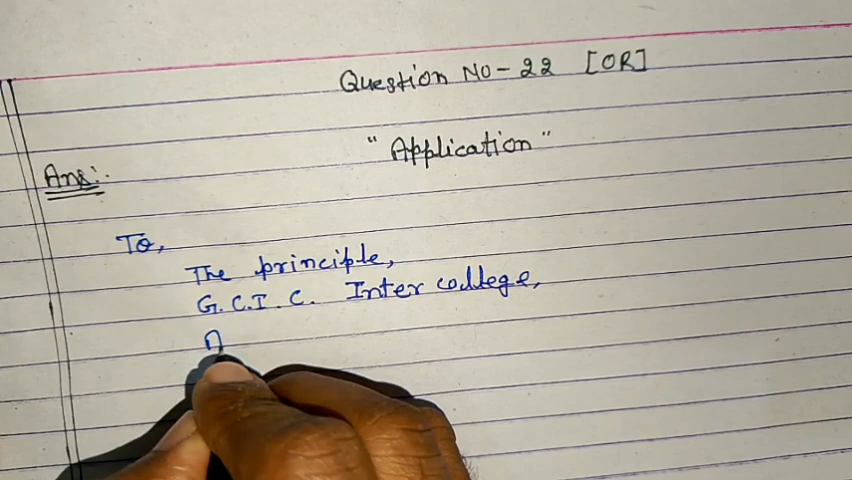 Question NO - 22 [OR]
"Application"
Ans:-
To,
The principle,
G.C.I.C. Inter college,